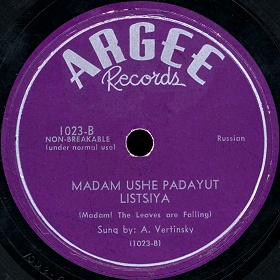 ARGEE
Records
1023-B
NON-BREAKABLE
(under normal use)
Russian
MADAM USHE PADAYUT
LISTSIYA
(Madam! The Leaves are Falling)
Sung by: A. Vertinsky
(1023-B)